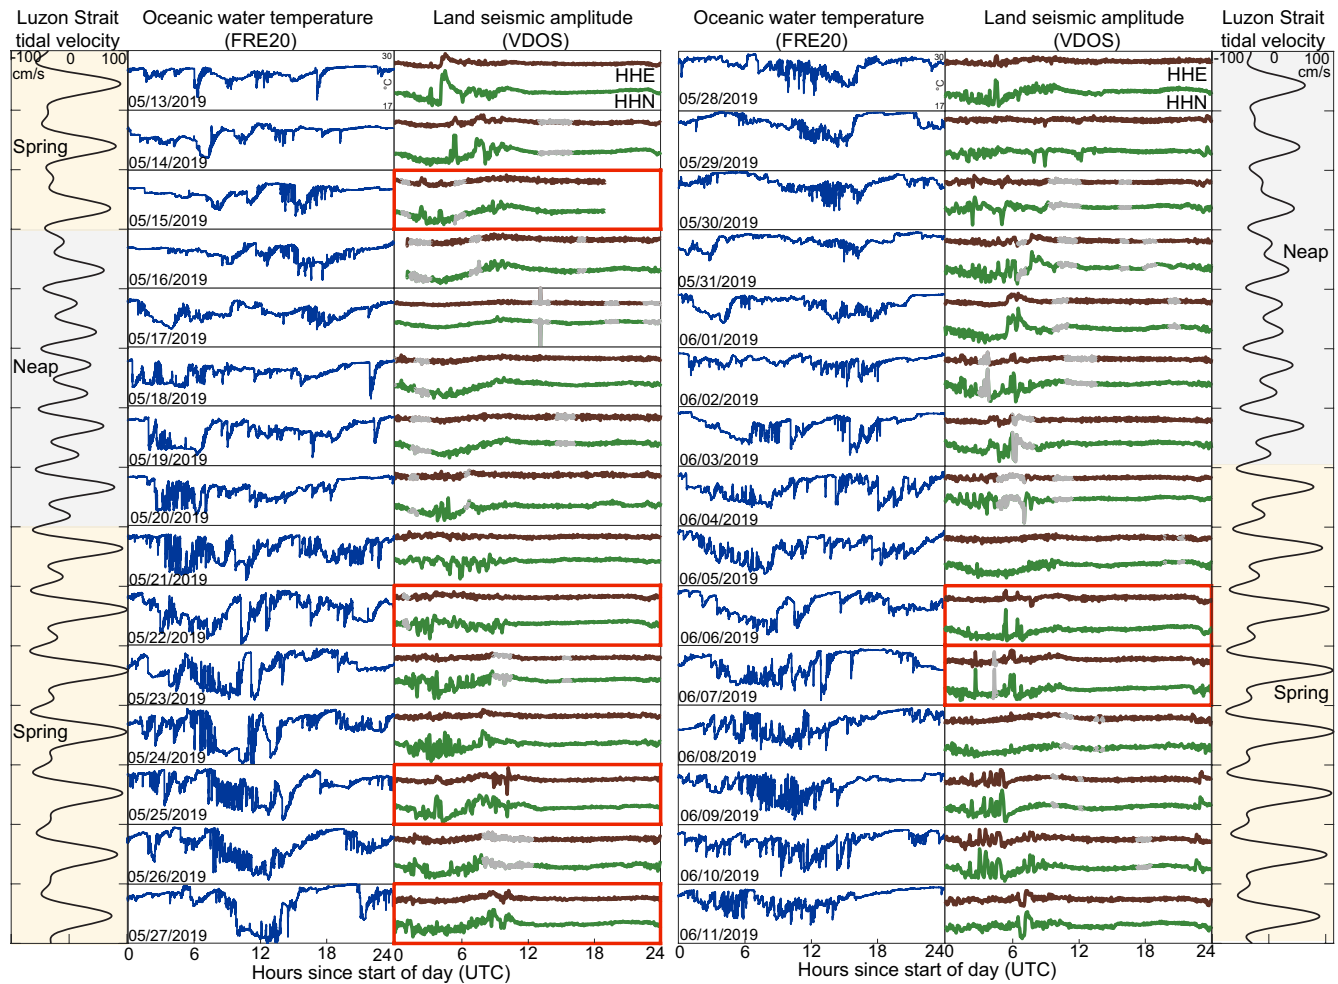 Luzon Strait
tidal velocity
Oceanic water temperature
(FRE20)
Land seismic amplitude
(VDOS)
Oceanic water temperature
(FRE20)
Land seismic amplitude
(VDOS)
Luzon Strait
tidal velocity
-100 0 100
cm/s
30
°C
17
HHE
HHN
05/13/2019
Spring
05/14/2019
05/15/2019
05/16/2019
05/17/2019
Neap
05/18/2019
05/19/2019
05/20/2019
05/21/2019
05/22/2019
05/23/2019
Spring
05/24/2019
05/25/2019
05/26/2019
05/27/2019
0 6 12 18 24 0 6 12 18 24
Hours since start of day (UTC)
30
°C
17
HHE
HHN
-100 0 100
cm/s
05/28/2019
05/29/2019
05/30/2019
Neap
05/31/2019
06/01/2019
06/02/2019
06/03/2019
06/04/2019
06/05/2019
06/06/2019
06/07/2019
Spring
06/08/2019
06/09/2019
06/10/2019
06/11/2019
0 6 12 18 24 0 6 12 18 24
Hours since start of day (UTC)